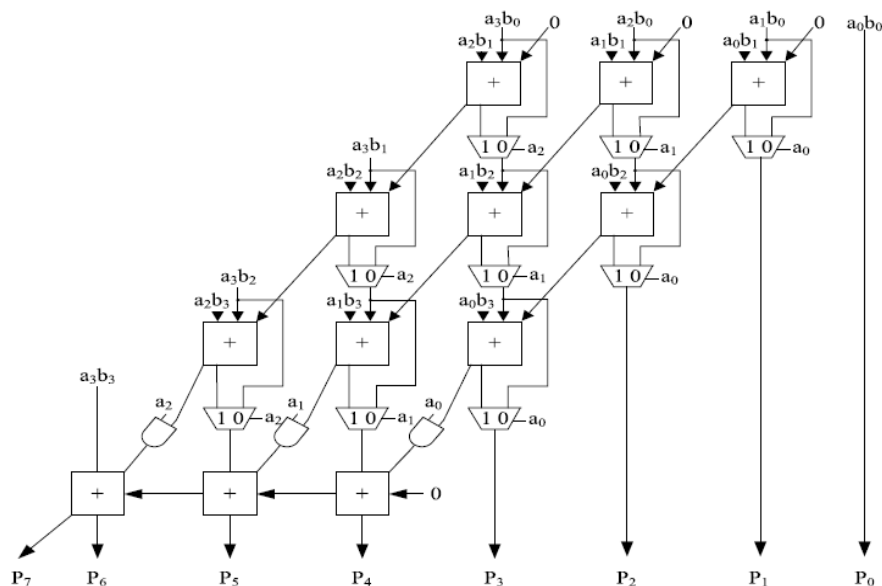 a₃b₀ 0 a₂b₀ 0 a₁b₀ 0 a₀b₀
a₂b₁ a₁b₁ a₀b₁
+ + +
1 0 a₂ 1 0 a₁ 1 0 a₀
a₃b₁
a₂b₂ a₁b₂ a₀b₂
+ + +
1 0 a₂ 1 0 a₁ 1 0 a₀
a₃b₂
a₂b₃ a₁b₃ a₀b₃
+ + +
a₃b₃ a₂ a₁ a₀
1 0 a₂ 1 0 a₁ 1 0 a₀
+ + + 0
P₇ P₆ P₅ P₄ P₃ P₂ P₁ P₀